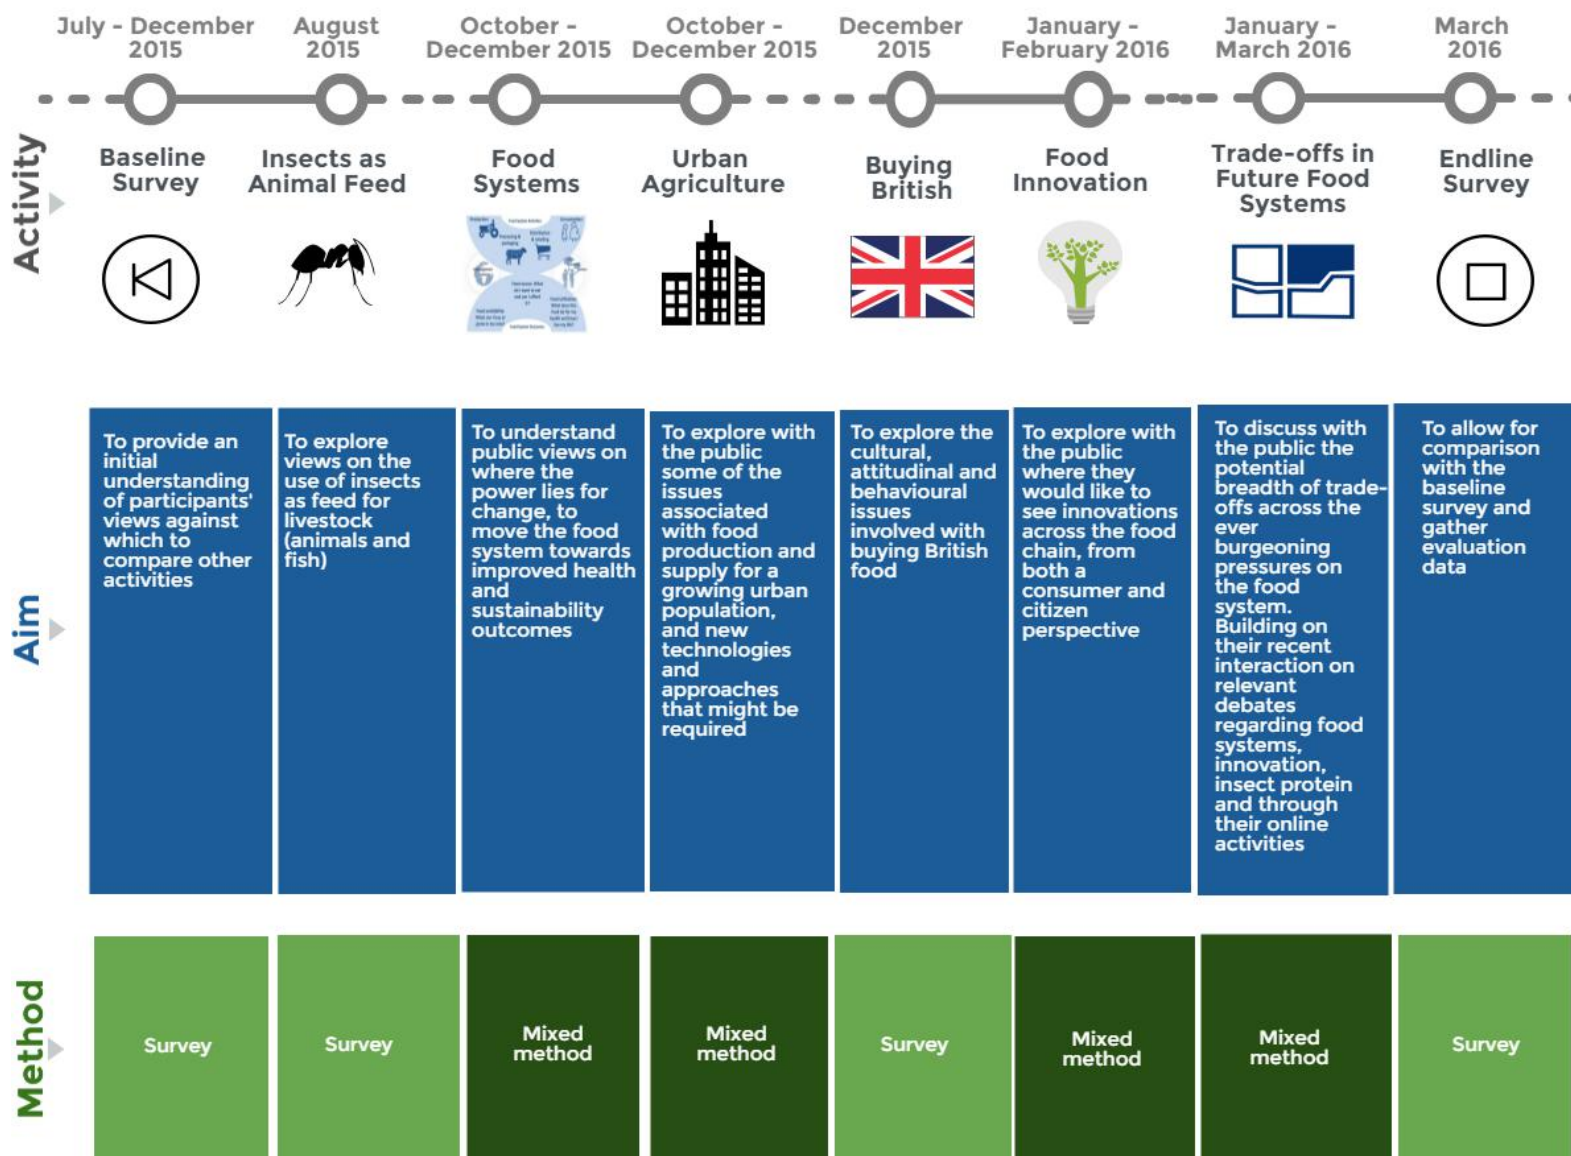 July - December
2015
August
2015
October -
December 2015
October -
December 2015
December
2015
January -
February 2016
January -
March 2016
March
2016
Activity
Baseline
Survey
Insects as
Animal Feed
Food
Systems
Urban
Agriculture
Buying
British
Food
Innovation
Trade-offs in
Future Food
Systems
Endline
Survey
Aim
To provide an
initial
understanding
of participants'
views against
which to
compare other
activities
To explore
views on the
use of insects
as feed for
livestock
(animals and
fish)
To understand
public views on
where the
power lies for
change, to
move the food
system towards
improved health
and
sustainability
outcomes
To explore with
the public
some of the
issues
associated
with food
production and
supply for a
growing urban
population,
and new
technologies
and
approaches
that might be
required
To explore the
cultural,
attitudinal and
behavioural
issues
involved with
buying British
food
To explore with
the public
where they
would like to
see innovations
across the food
chain, from
both a
consumer and
citizen
perspective
To discuss with
the public the
potential
breadth of trade-
offs across the
ever
burgeoning
pressures on
the food
system.
Building on
their recent
interaction on
relevant
debates
regarding food
systems,
innovation,
insect protein
and through
their online
activities
To allow for
comparison
with the
baseline
survey and
gather
evaluation
data
Method
Survey
Survey
Mixed
method
Mixed
method
Survey
Mixed
method
Mixed
method
Survey